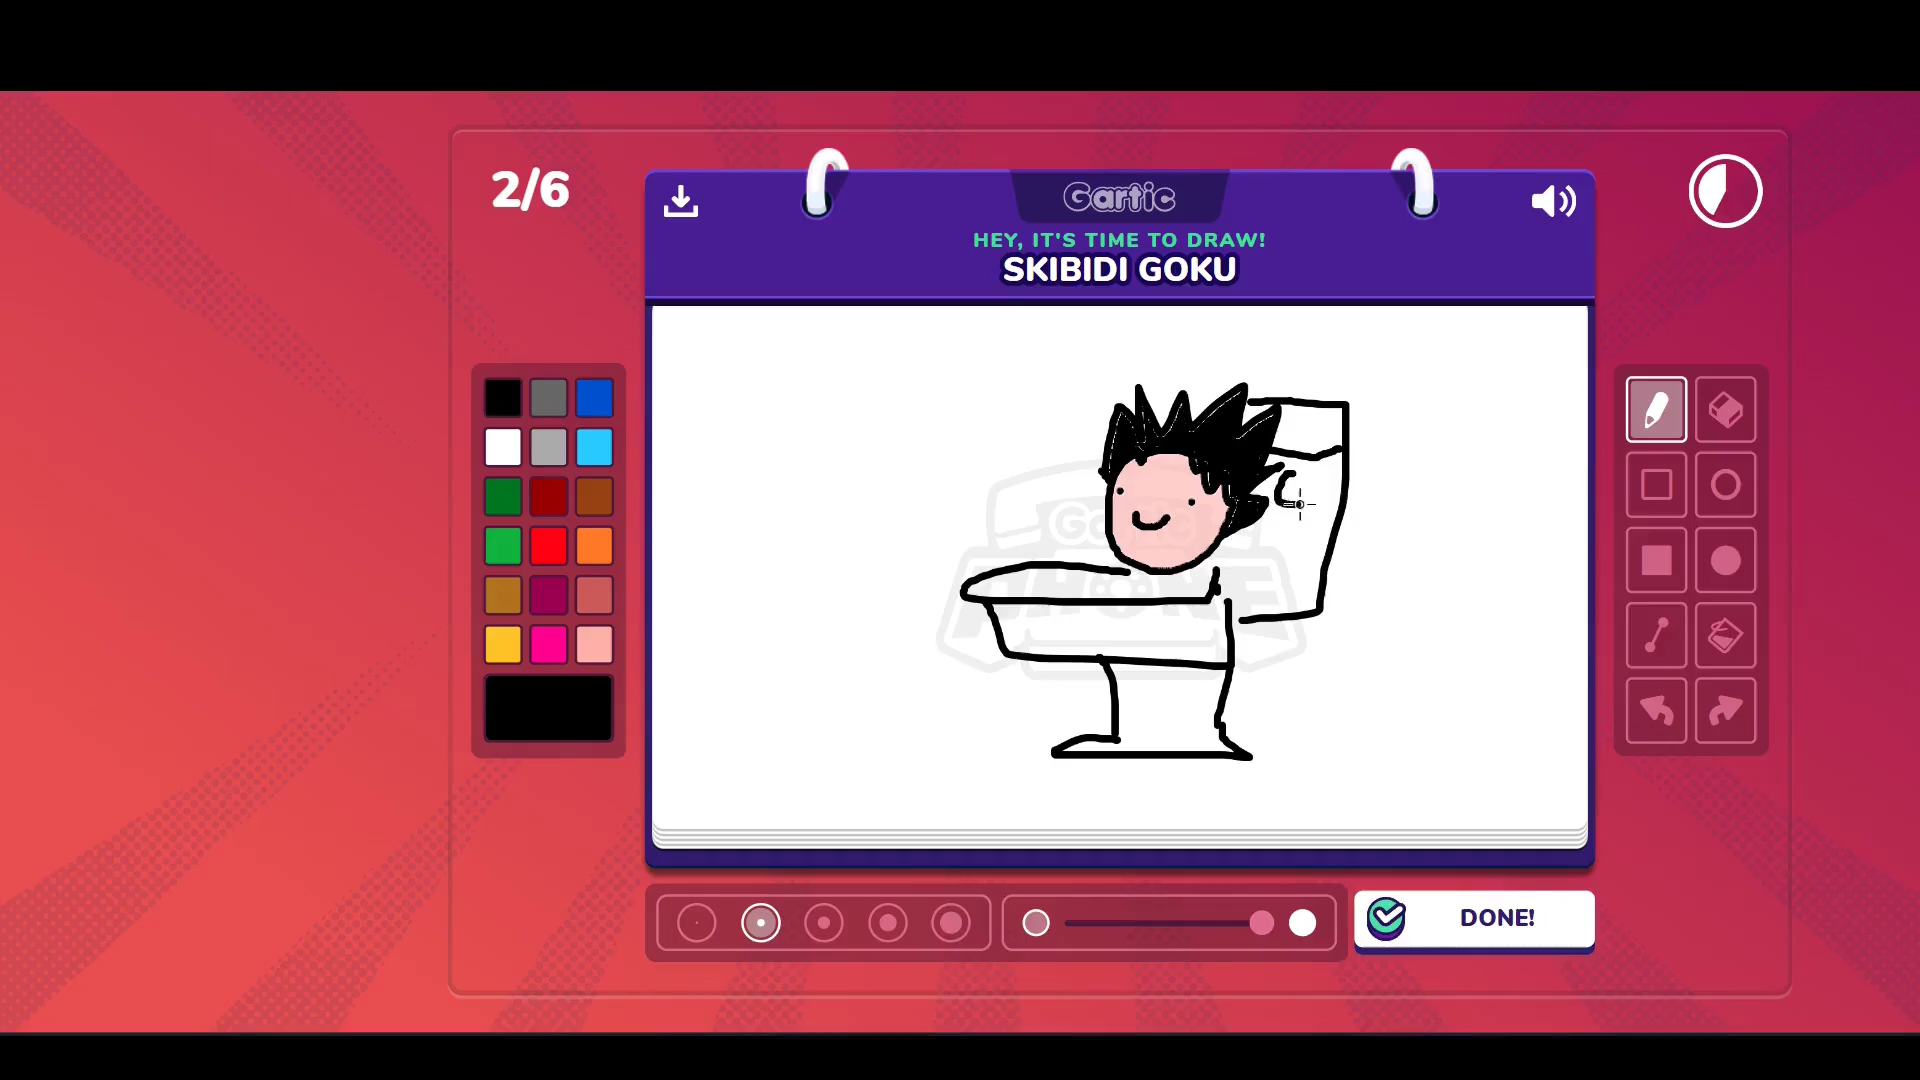 2/6
Gartic
HEY, IT'S TIME TO DRAW!
SKIBIDI GOKU
DONE!